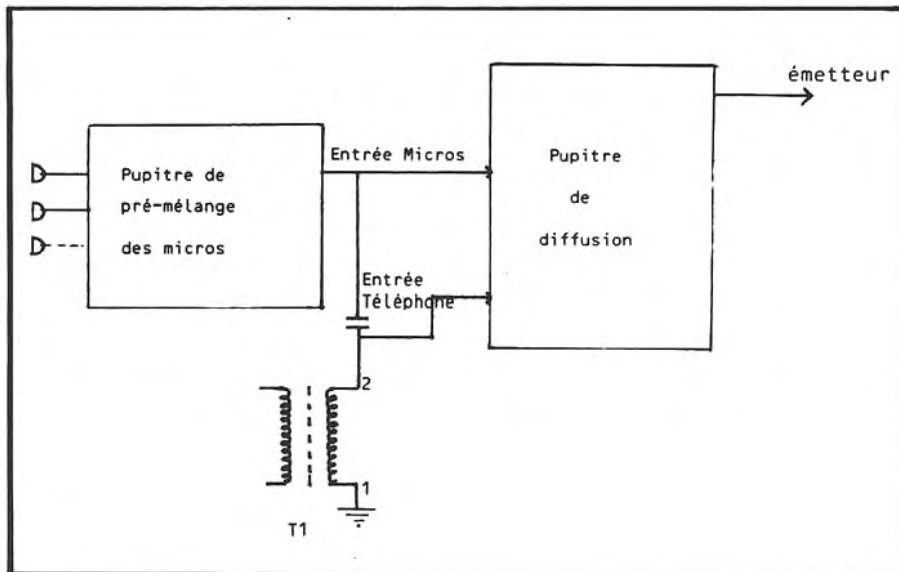 émetteur
Entrée Micros
Pupitre de
pré-mélange
des micros
Pupitre
de
diffusion
Entrée
Téléphone
2
1
T1